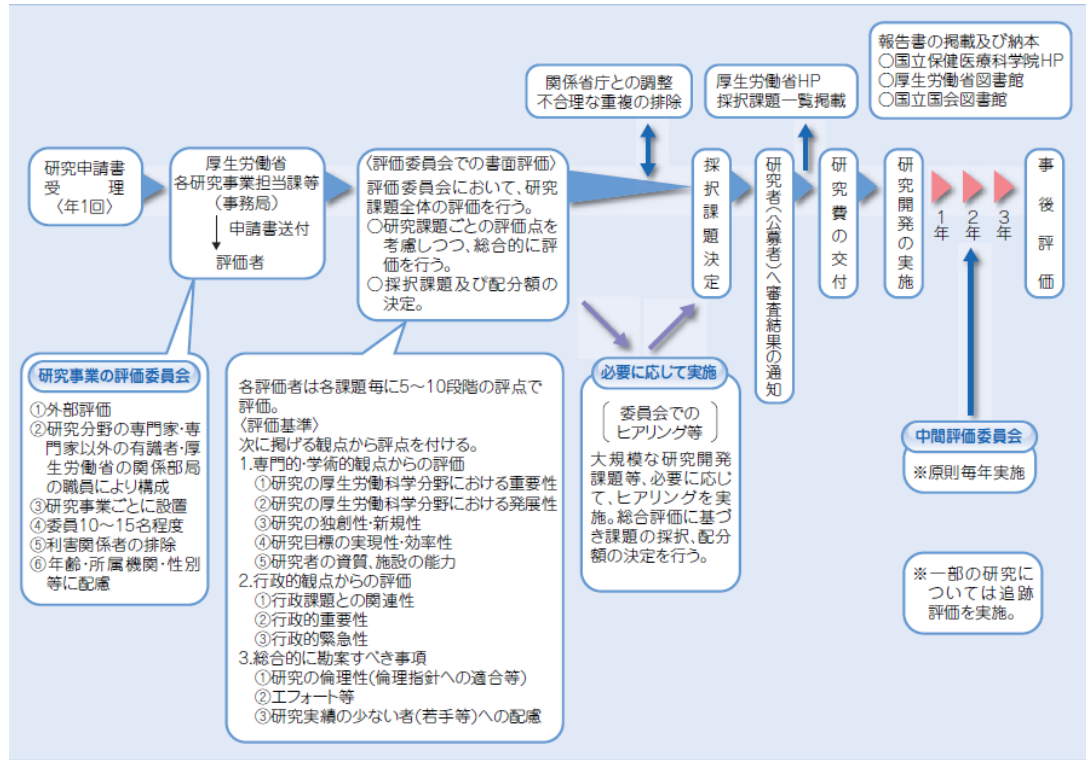 報告書の掲載及び納本
○国立保健医療科学院HP
○厚生労働省図書館
○国立国会図書館
関係省庁との調整
不合理な重複の排除
厚生労働省HP
採択課題一覧掲載
研究申請書
受　　　理
〈年1回〉
厚生労働省
各研究事業担当課等
（事務局）
申請書送付
評価者
〈評価委員会での書面評価〉
評価委員会において、研究
課題全体の評価を行う。
○研究課題ごとの評価点を
考慮しつつ、総合的に評
価を行う。
○採択課題及び配分額の
決定。
採択課題決定
研究者（公募者）へ審査結果の通知
研究費の交付
研究開発の実施
1年
2年
3年
事後評価
研究事業の評価委員会
①外部評価
②研究分野の専門家・専
門家以外の有識者・厚
生労働省の関係部局
の職員により構成
③研究事業ごとに設置
④委員10～15名程度
⑤利害関係者の排除
⑥年齢・所属機関・性別
等に配慮
各評価者は各課題毎に5～10段階の評点で
評価。
〈評価基準〉
次に掲げる観点から評点を付ける。
1.専門的・学術的観点からの評価
①研究の厚生労働科学分野における重要性
②研究の厚生労働科学分野における発展性
③研究の独創性・新規性
④研究目標の実現性・効率性
⑤研究者の資質、施設の能力
2.行政的観点からの評価
①行政課題との関連性
②行政的重要性
③行政的緊急性
3.総合的に勘案すべき事項
①研究の倫理性(倫理指針への適合等)
②エフォート等
③研究実績の少ない者(若手等)への配慮
必要に応じて実施
委員会での
ヒアリング等
大規模な研究開発
課題等、必要に応じ
て、ヒアリングを実
施。総合評価に基づ
き課題の採択、配分
額の決定を行う。
中間評価委員会
※原則毎年実施
※一部の研究に
ついては追跡
評価を実施。